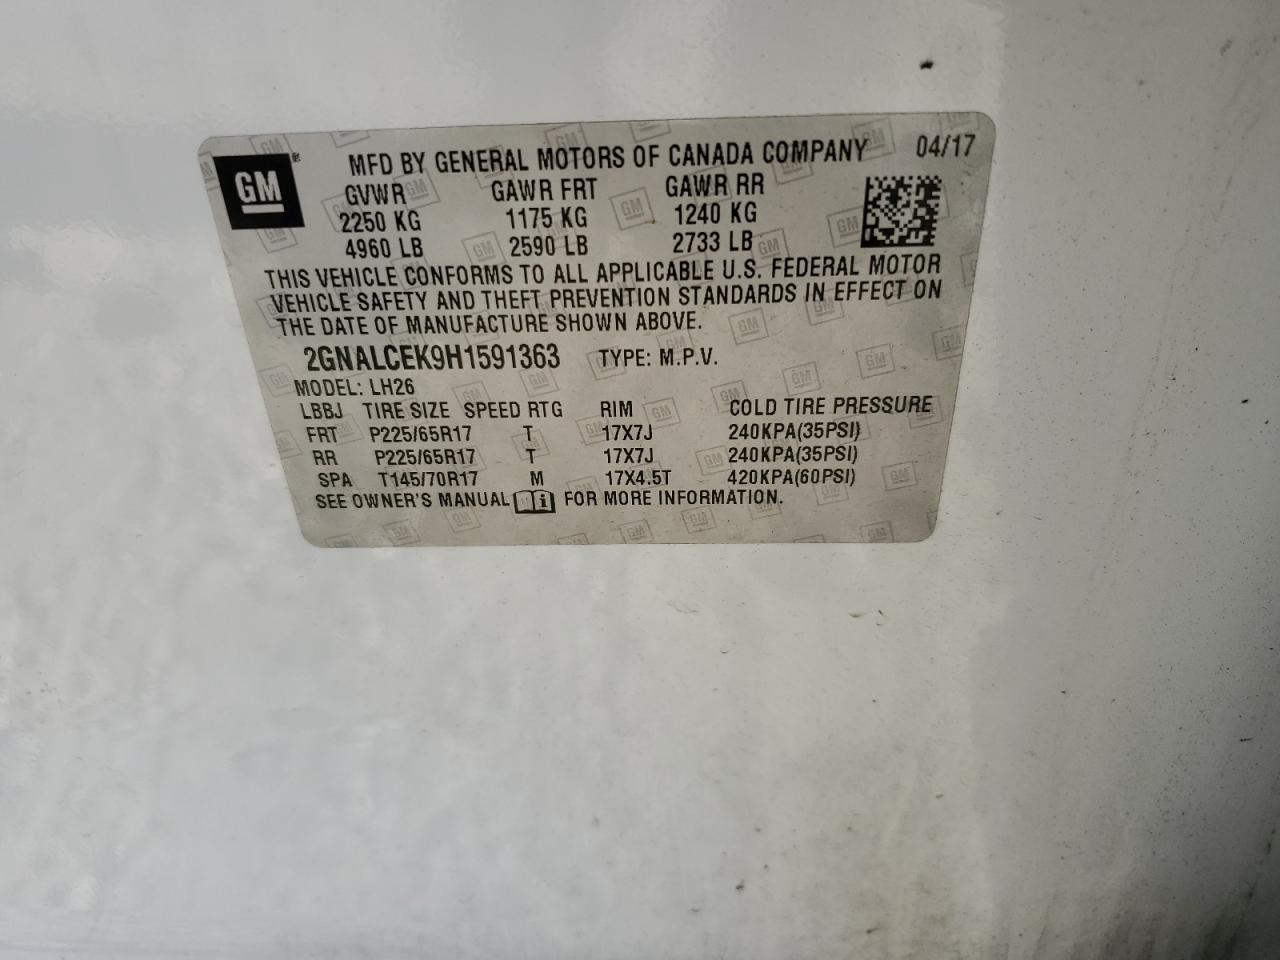 GM
MFD BY GENERAL MOTORS OF CANADA COMPANY 04/17
GVWR GAWR FRT GAWR RR
2250 KG 1175 KG 1240 KG
4960 LB 2590 LB 2733 LB
THIS VEHICLE CONFORMS TO ALL APPLICABLE U.S. FEDERAL MOTOR
VEHICLE SAFETY AND THEFT PREVENTION STANDARDS IN EFFECT ON
THE DATE OF MANUFACTURE SHOWN ABOVE.
2GNALCEK9H1591363 TYPE: M.P.V.
MODEL: LH26
LBBJ TIRE SIZE SPEED RTG RIM COLD TIRE PRESSURE
FRT P225/65R17 T 17X7J 240KPA(35PSI)
RR P225/65R17 T 17X7J 240KPA(35PSI)
SPA T145/70R17 M 17X4.5T 420KPA(60PSI)
SEE OWNER'S MANUAL i FOR MORE INFORMATION.